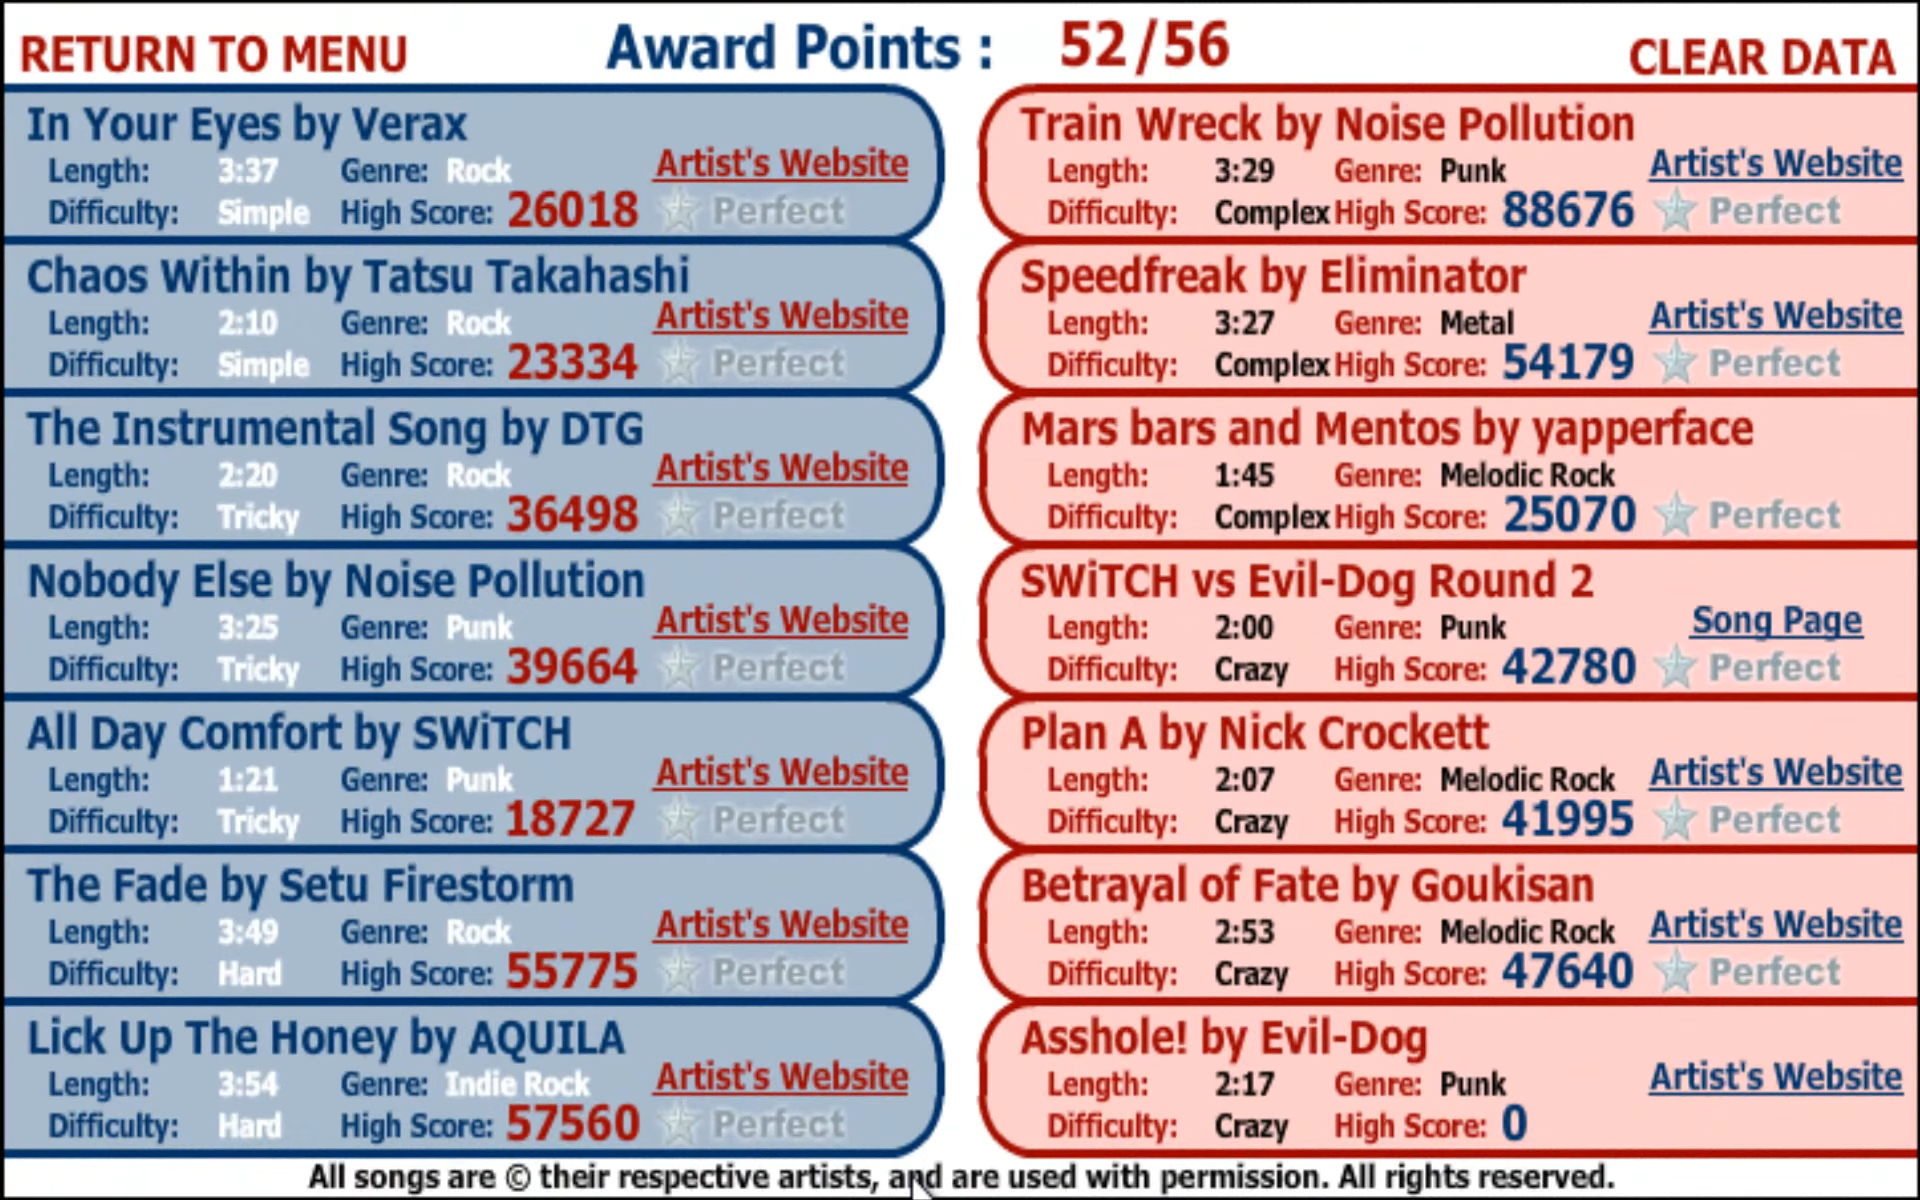 RETURN TO MENU Award Points : 52/56 CLEAR DATA
In Your Eyes by Verax
Length: 3:37 Genre: Rock Artist's Website
Difficulty: Simple High Score: 26018 Perfect
Chaos Within by Tatsu Takahashi
Length: 2:10 Genre: Rock Artist's Website
Difficulty: Simple High Score: 23334 Perfect
The Instrumental Song by DTG
Length: 2:20 Genre: Rock Artist's Website
Difficulty: Tricky High Score: 36498 Perfect
Nobody Else by Noise Pollution
Length: 3:25 Genre: Punk Artist's Website
Difficulty: Tricky High Score: 39664 Perfect
All Day Comfort by SWiTCH
Length: 1:21 Genre: Punk Artist's Website
Difficulty: Tricky High Score: 18727 Perfect
The Fade by Setu Firestorm
Length: 3:49 Genre: Rock Artist's Website
Difficulty: Hard High Score: 55775 Perfect
Lick Up The Honey by AQUILA
Length: 3:54 Genre: Indie Rock Artist's Website
Difficulty: Hard High Score: 57560 Perfect
Train Wreck by Noise Pollution
Length: 3:29 Genre: Punk Artist's Website
Difficulty: Complex High Score: 88676 Perfect
Speedfreak by Eliminator
Length: 3:27 Genre: Metal Artist's Website
Difficulty: Complex High Score: 54179 Perfect
Mars bars and Mentos by yapperface
Length: 1:45 Genre: Melodic Rock
Difficulty: Complex High Score: 25070 Perfect
SWiTCH vs Evil-Dog Round 2
Length: 2:00 Genre: Punk Song Page
Difficulty: Crazy High Score: 42780 Perfect
Plan A by Nick Crockett
Length: 2:07 Genre: Melodic Rock Artist's Website
Difficulty: Crazy High Score: 41995 Perfect
Betrayal of Fate by Goukisan
Length: 2:53 Genre: Melodic Rock Artist's Website
Difficulty: Crazy High Score: 47640 Perfect
Asshole! by Evil-Dog
Length: 2:17 Genre: Punk Artist's Website
Difficulty: Crazy High Score: 0
All songs are © their respective artists, and are used with permission. All rights reserved.